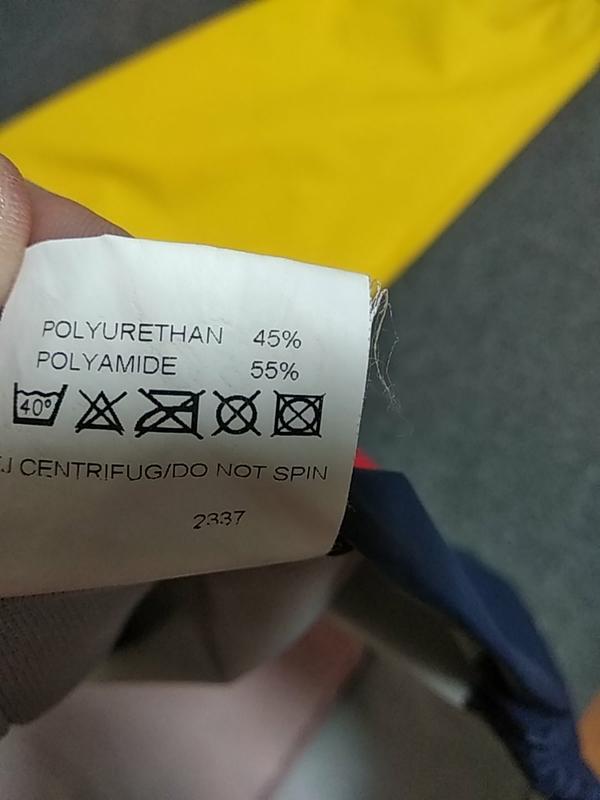 POLYURETHAN 45%
POLYAMIDE 55%
40°
CENTRIFUG/DO NOT SPIN
2337